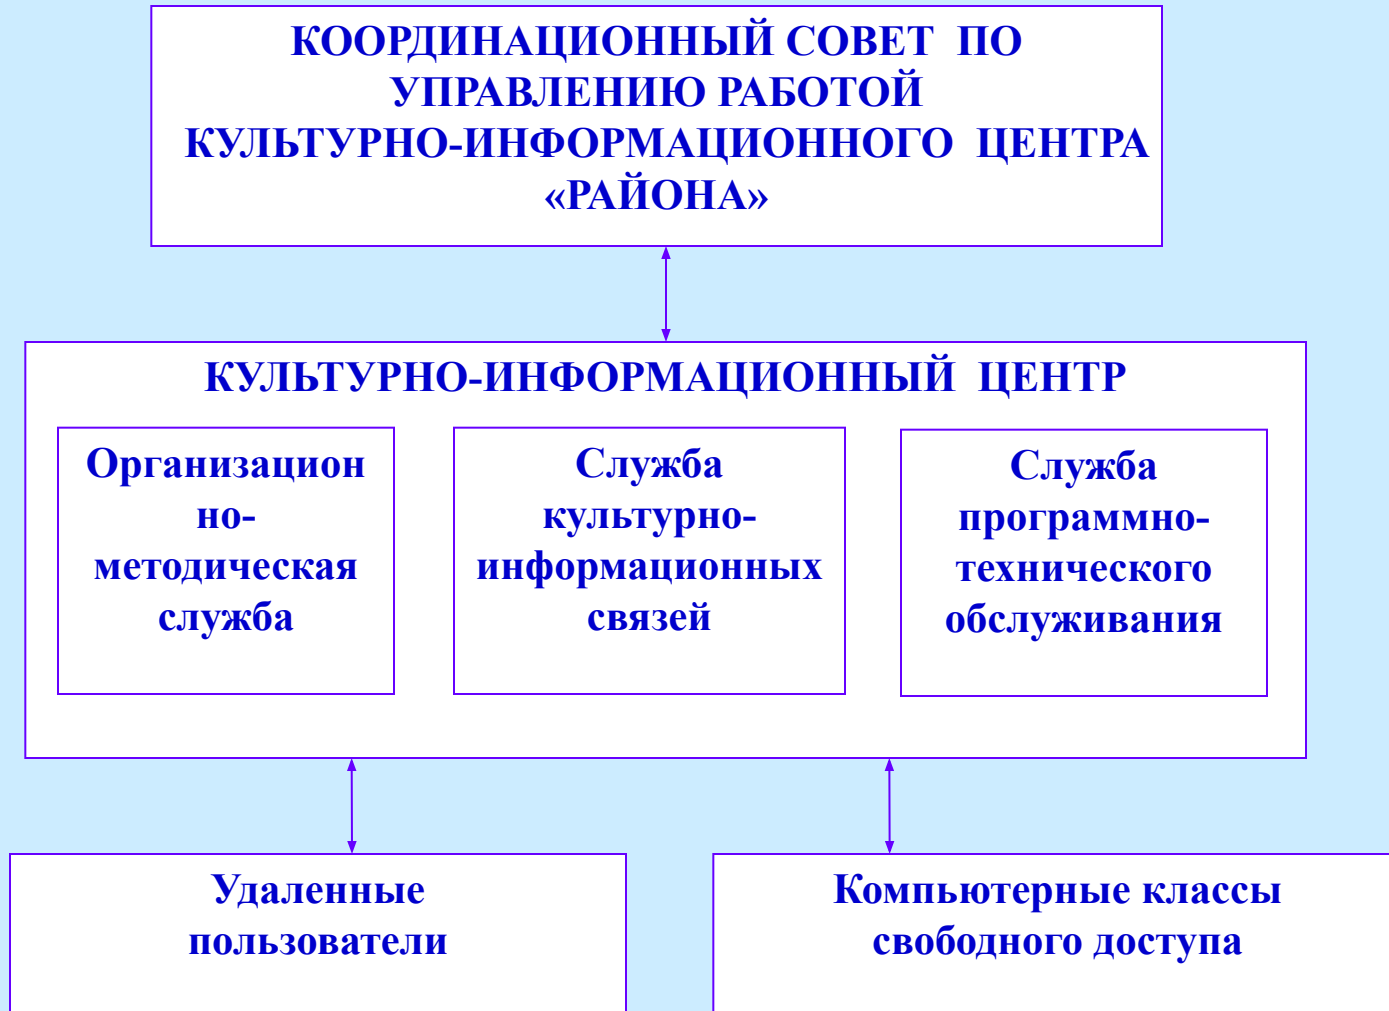 КООРДИНАЦИОННЫЙ СОВЕТ ПО
УПРАВЛЕНИЮ РАБОТОЙ
КУЛЬТУРНО-ИНФОРМАЦИОННОГО ЦЕНТРА
«РАЙОНА»
КУЛЬТУРНО-ИНФОРМАЦИОННЫЙ ЦЕНТР
Организацион
но-
методическая
служба
Служба
культурно-
информационных
связей
Служба
программно-
технического
обслуживания
Удаленные
пользователи
Компьютерные классы
свободного доступа